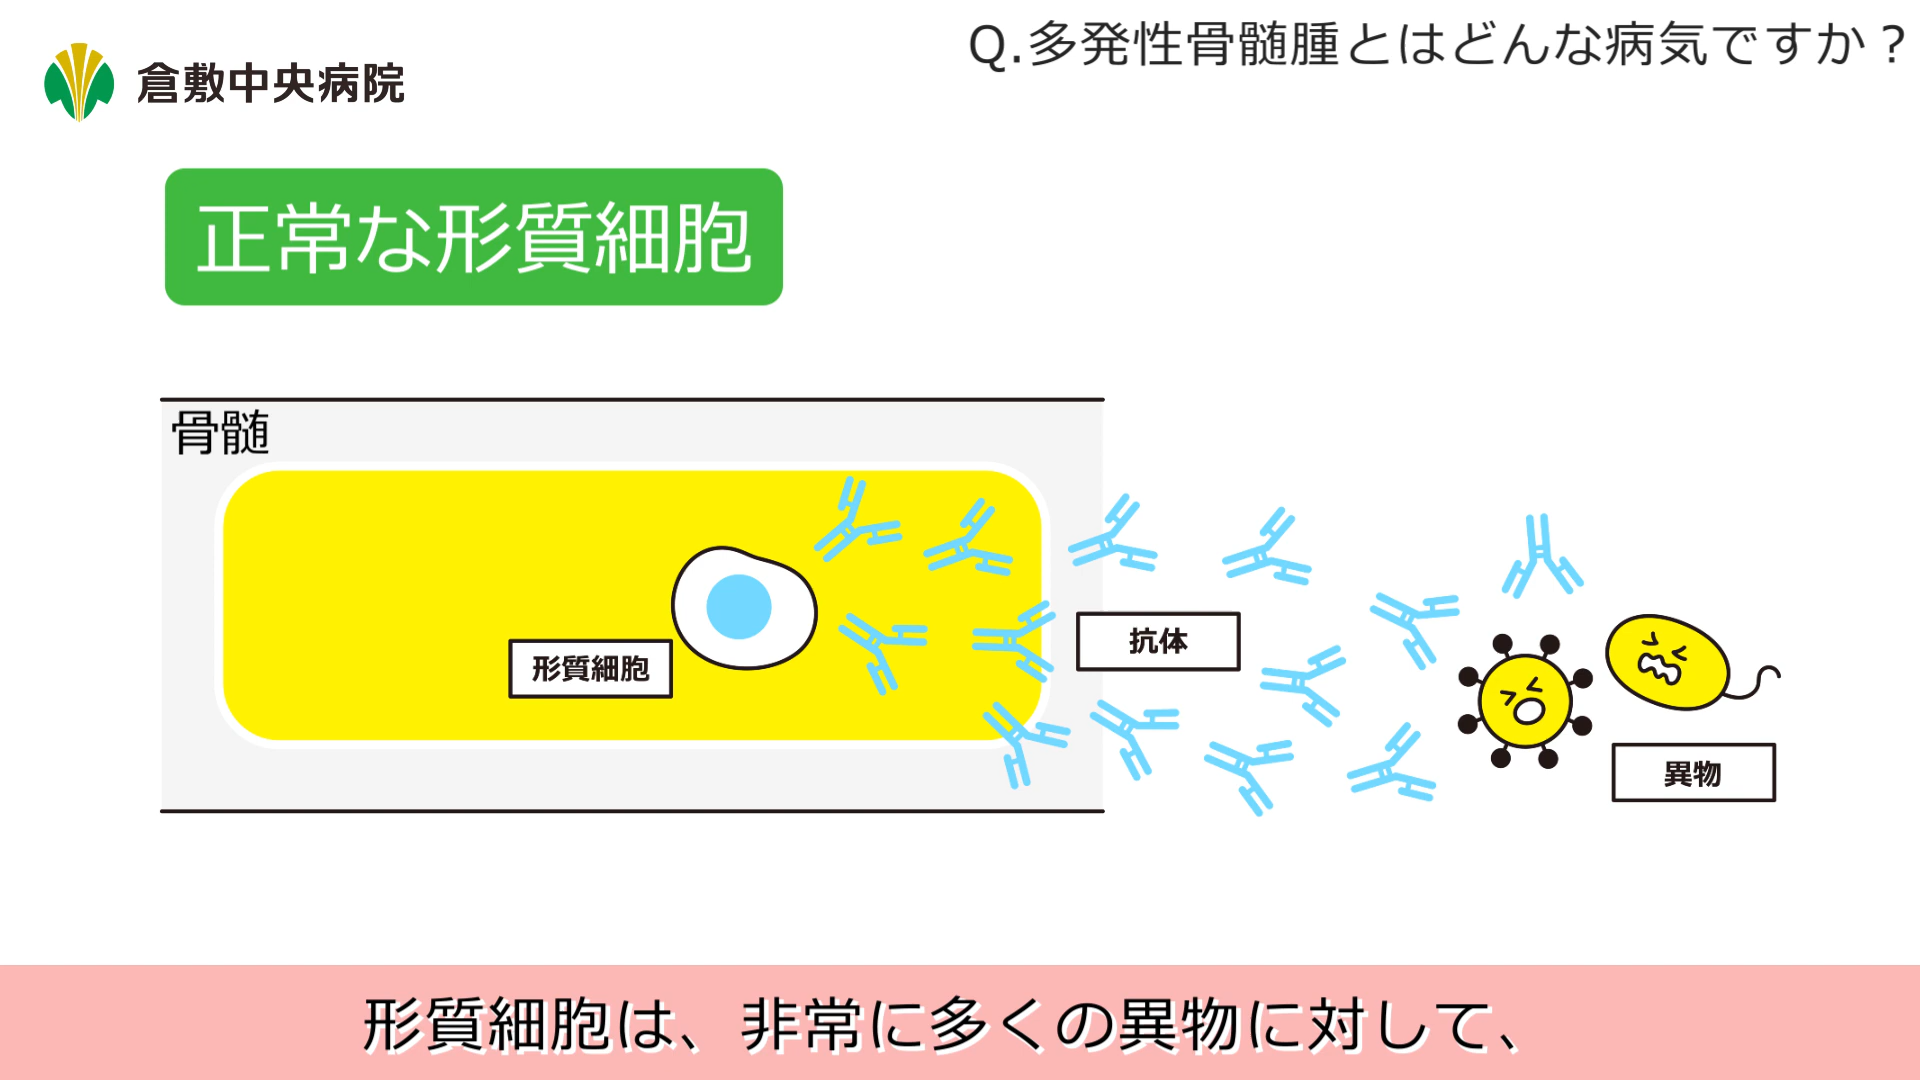 Q.多発性骨髄腫とはどんな病気ですか？
倉敷中央病院
正常な形質細胞
骨髄
形質細胞
抗体
異物
形質細胞は、非常に多くの異物に対して、